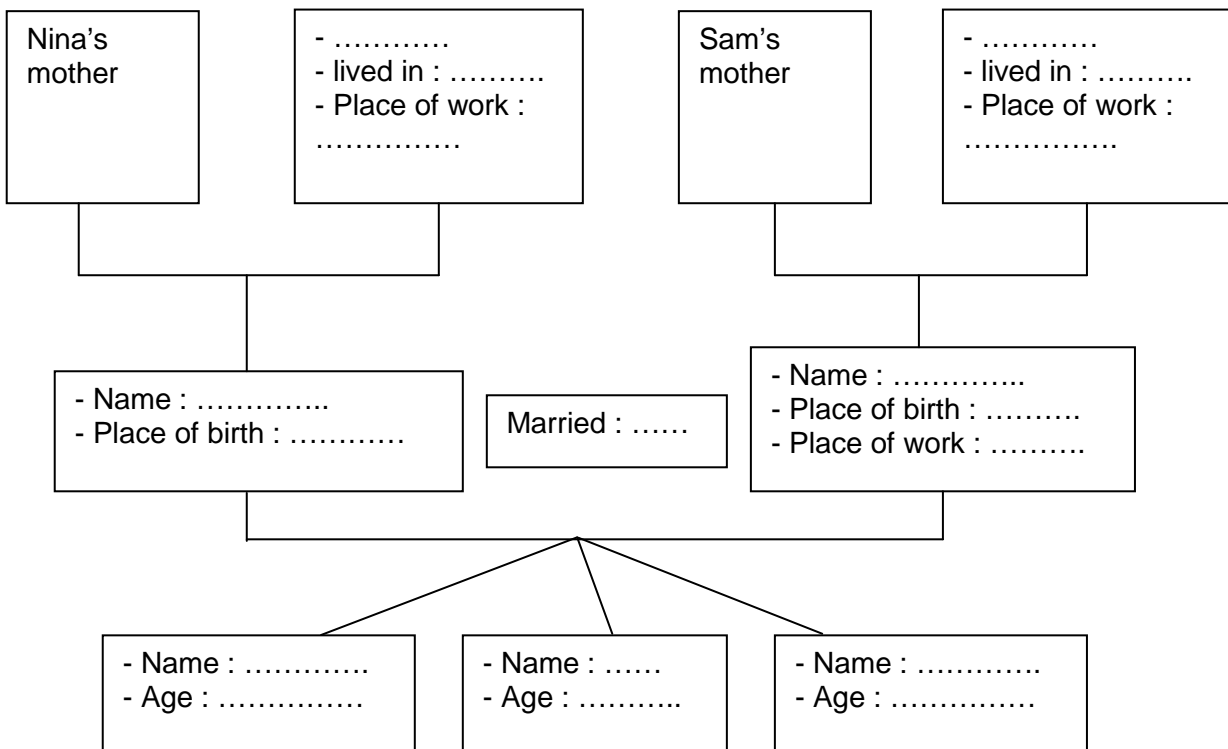 Nina’s
mother
- …………
- lived in : ……….
- Place of work :
……………
Sam’s
mother
- …………
- lived in : ………..
- Place of work :
…………….
- Name : …………..
- Place of birth : …………
Married : ……
- Name : …………..
- Place of birth : ……….
- Place of work : ……….
- Name : ………….
- Age : ……………
- Name : ……
- Age : ………..
- Name : ………….
- Age : ……………